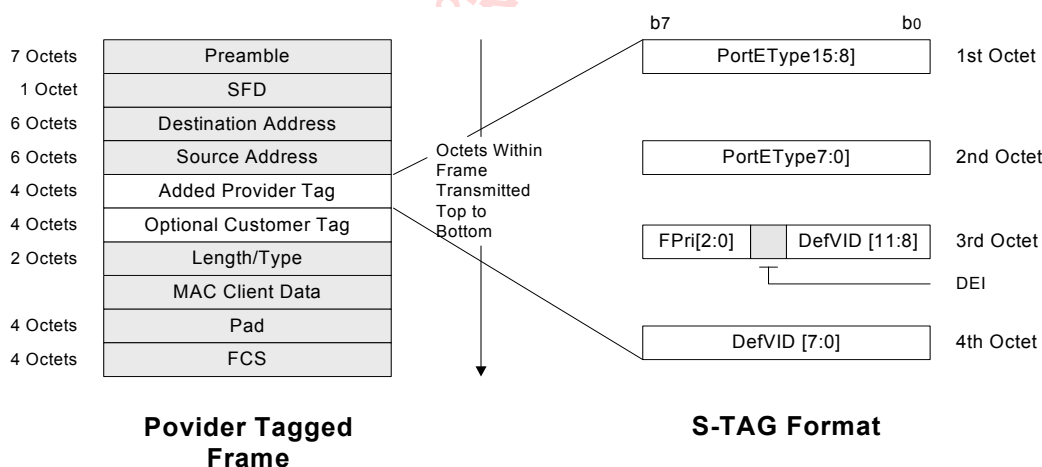 b7 b0
7 Octets Preamble PortEType15:8] 1st Octet
1 Octet SFD
6 Octets Destination Address
6 Octets Source Address Octets Within PortEType7:0] 2nd Octet
Frame
4 Octets Added Provider Tag Transmitted
Top to
4 Octets Optional Customer Tag Bottom FPri[2:0] DefVID [11:8] 3rd Octet
2 Octets Length/Type
MAC Client Data DEI
4 Octets Pad
DefVID [7:0] 4th Octet
4 Octets FCS
Povider Tagged S-TAG Format
Frame